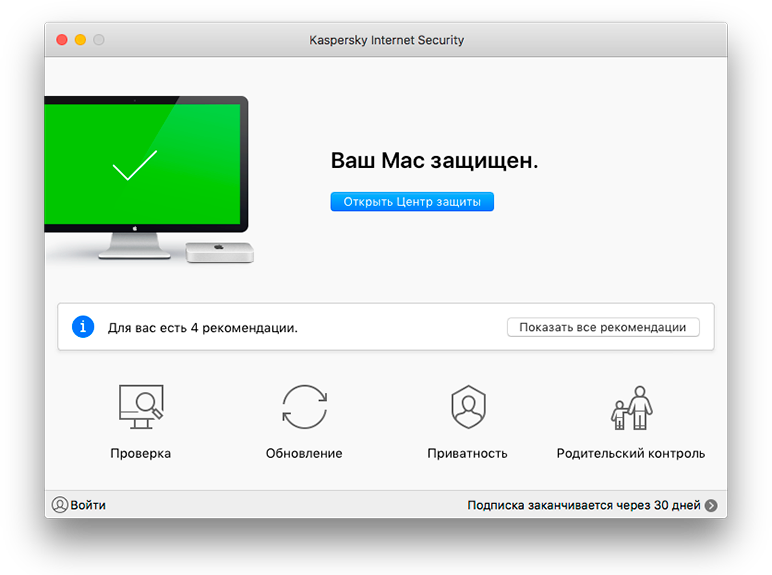 Kaspersky Internet Security
Ваш Mac защищен.
Открыть Центр защиты
Для вас есть 4 рекомендации.
Показать все рекомендации
Проверка
Обновление
Приватность
Родительский контроль
Войти
Подписка заканчивается через 30 дней